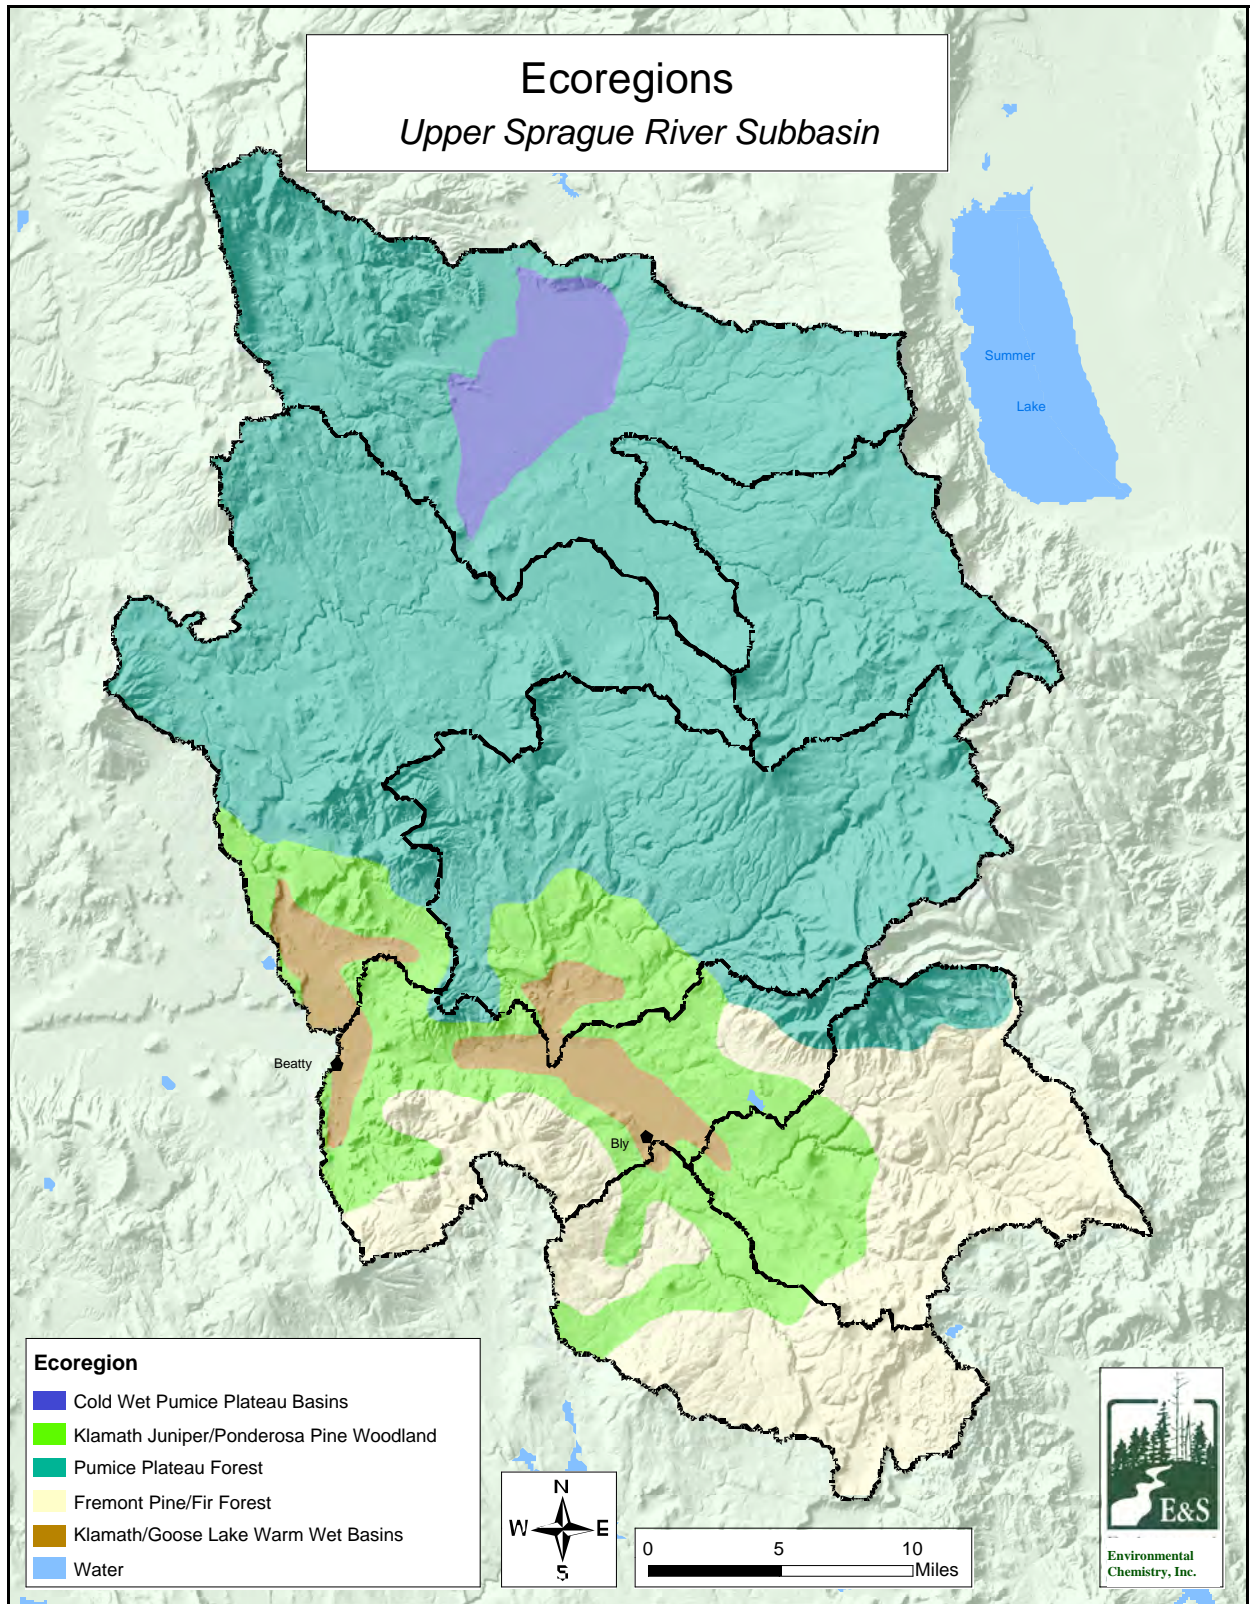 Ecoregions
Upper Sprague River Subbasin
Summer
Lake
Beatty
Bly
Ecoregion
Cold Wet Pumice Plateau Basins
Klamath Juniper/Ponderosa Pine Woodland
Pumice Plateau Forest
Fremont Pine/Fir Forest
Klamath/Goose Lake Warm Wet Basins
Water
N
W E
S
0 5 10
Miles
E&S
Environmental
Chemistry, Inc.